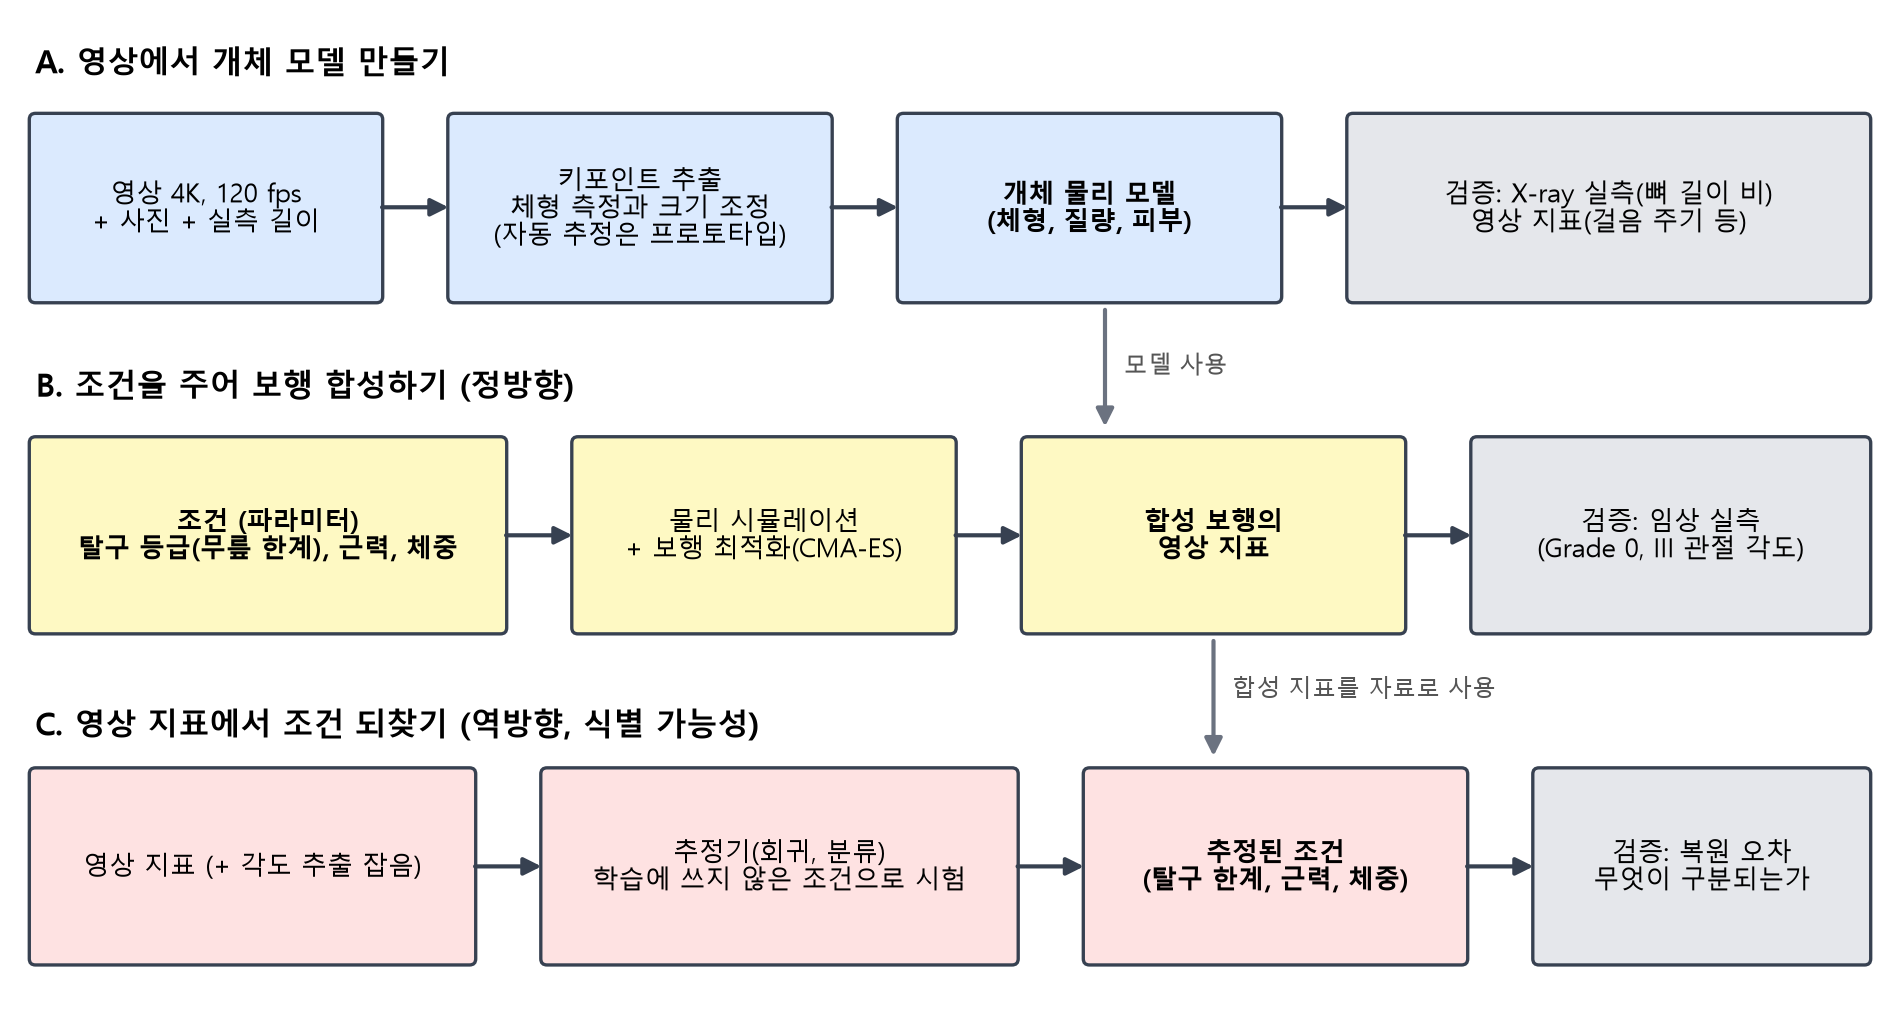 A. 영상에서 개체 모델 만들기
영상 4K, 120 fps
+ 사진 + 실측 길이
키포인트 추출
체형 측정과 크기 조정
(자동 추정은 프로토타입)
개체 물리 모델
(체형, 질량, 피부)
검증: X-ray 실측(뼈 길이 비)
영상 지표(걸음 주기 등)
모델 사용
B. 조건을 주어 보행 합성하기 (정방향)
조건 (파라미터)
탈구 등급(무릎 한계), 근력, 체중
물리 시뮬레이션
+ 보행 최적화(CMA-ES)
합성 보행의
영상 지표
검증: 임상 실측
(Grade 0, III 관절 각도)
합성 지표를 자료로 사용
C. 영상 지표에서 조건 되찾기 (역방향, 식별 가능성)
영상 지표 (+ 각도 추출 잡음)
추정기(회귀, 분류)
학습에 쓰지 않은 조건으로 시험
추정된 조건
(탈구 한계, 근력, 체중)
검증: 복원 오차
무엇이 구분되는가